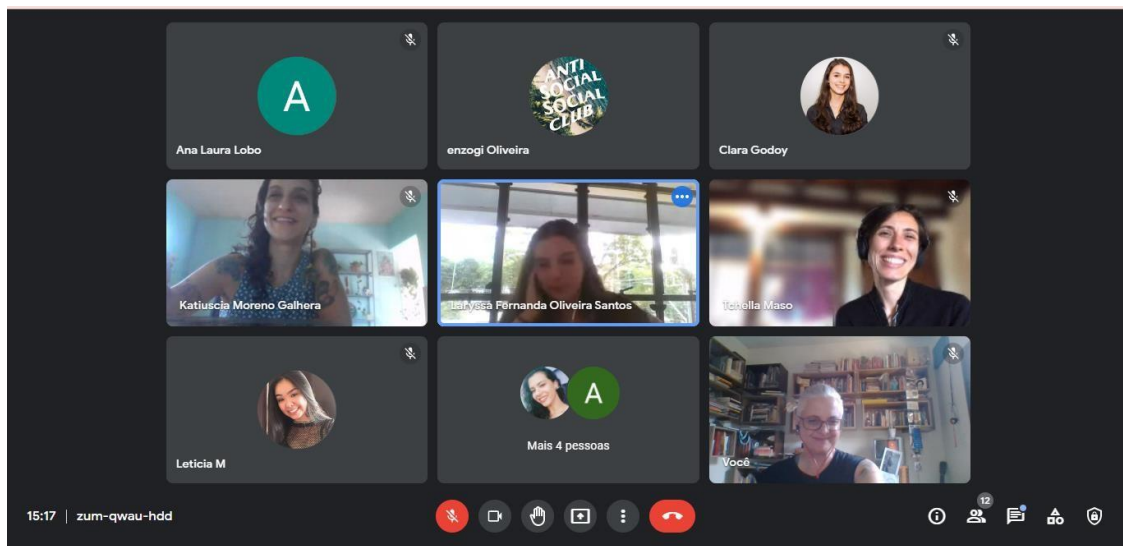 A
Ana Laura Lobo
ANTI
SOCIAL
SOCIAL
CLUB
enzogi Oliveira
Clara Godoy
Katiuscia Moreno Galhera
Laryssa Fernanda Oliveira Santos
Tchella Maso
Leticia M
A
Mais 4 pessoas
Você
15:17 | zum-qwau-hdd
12